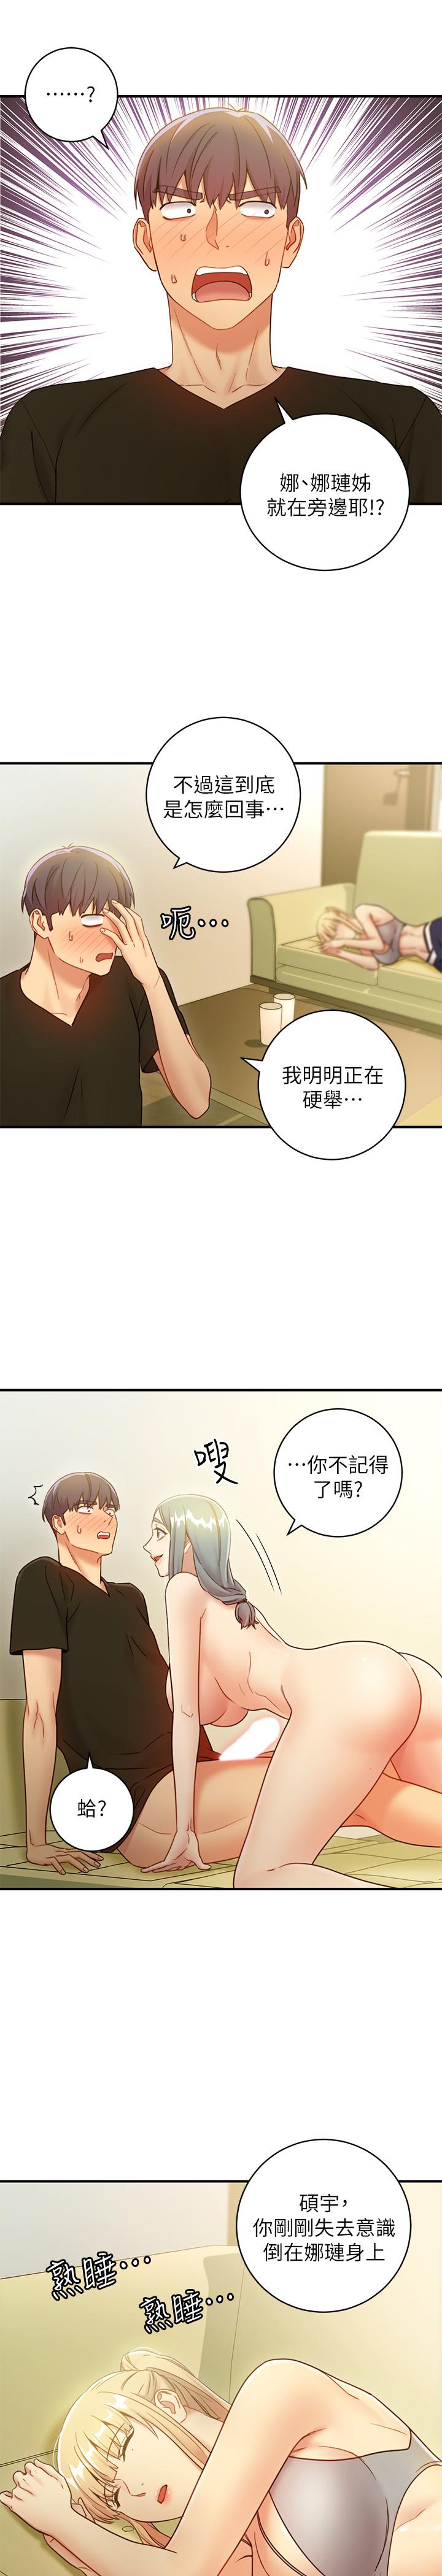 ……?
娜、娜璉姊
就在旁邊耶!?
不過這到底
是怎麼回事…
呃…
我明明正在
硬舉…
嗖
…你不記得
了嗎?
蛤?
碩宇，
你剛剛失去意識
倒在娜璉身上
熟睡…
熟睡…